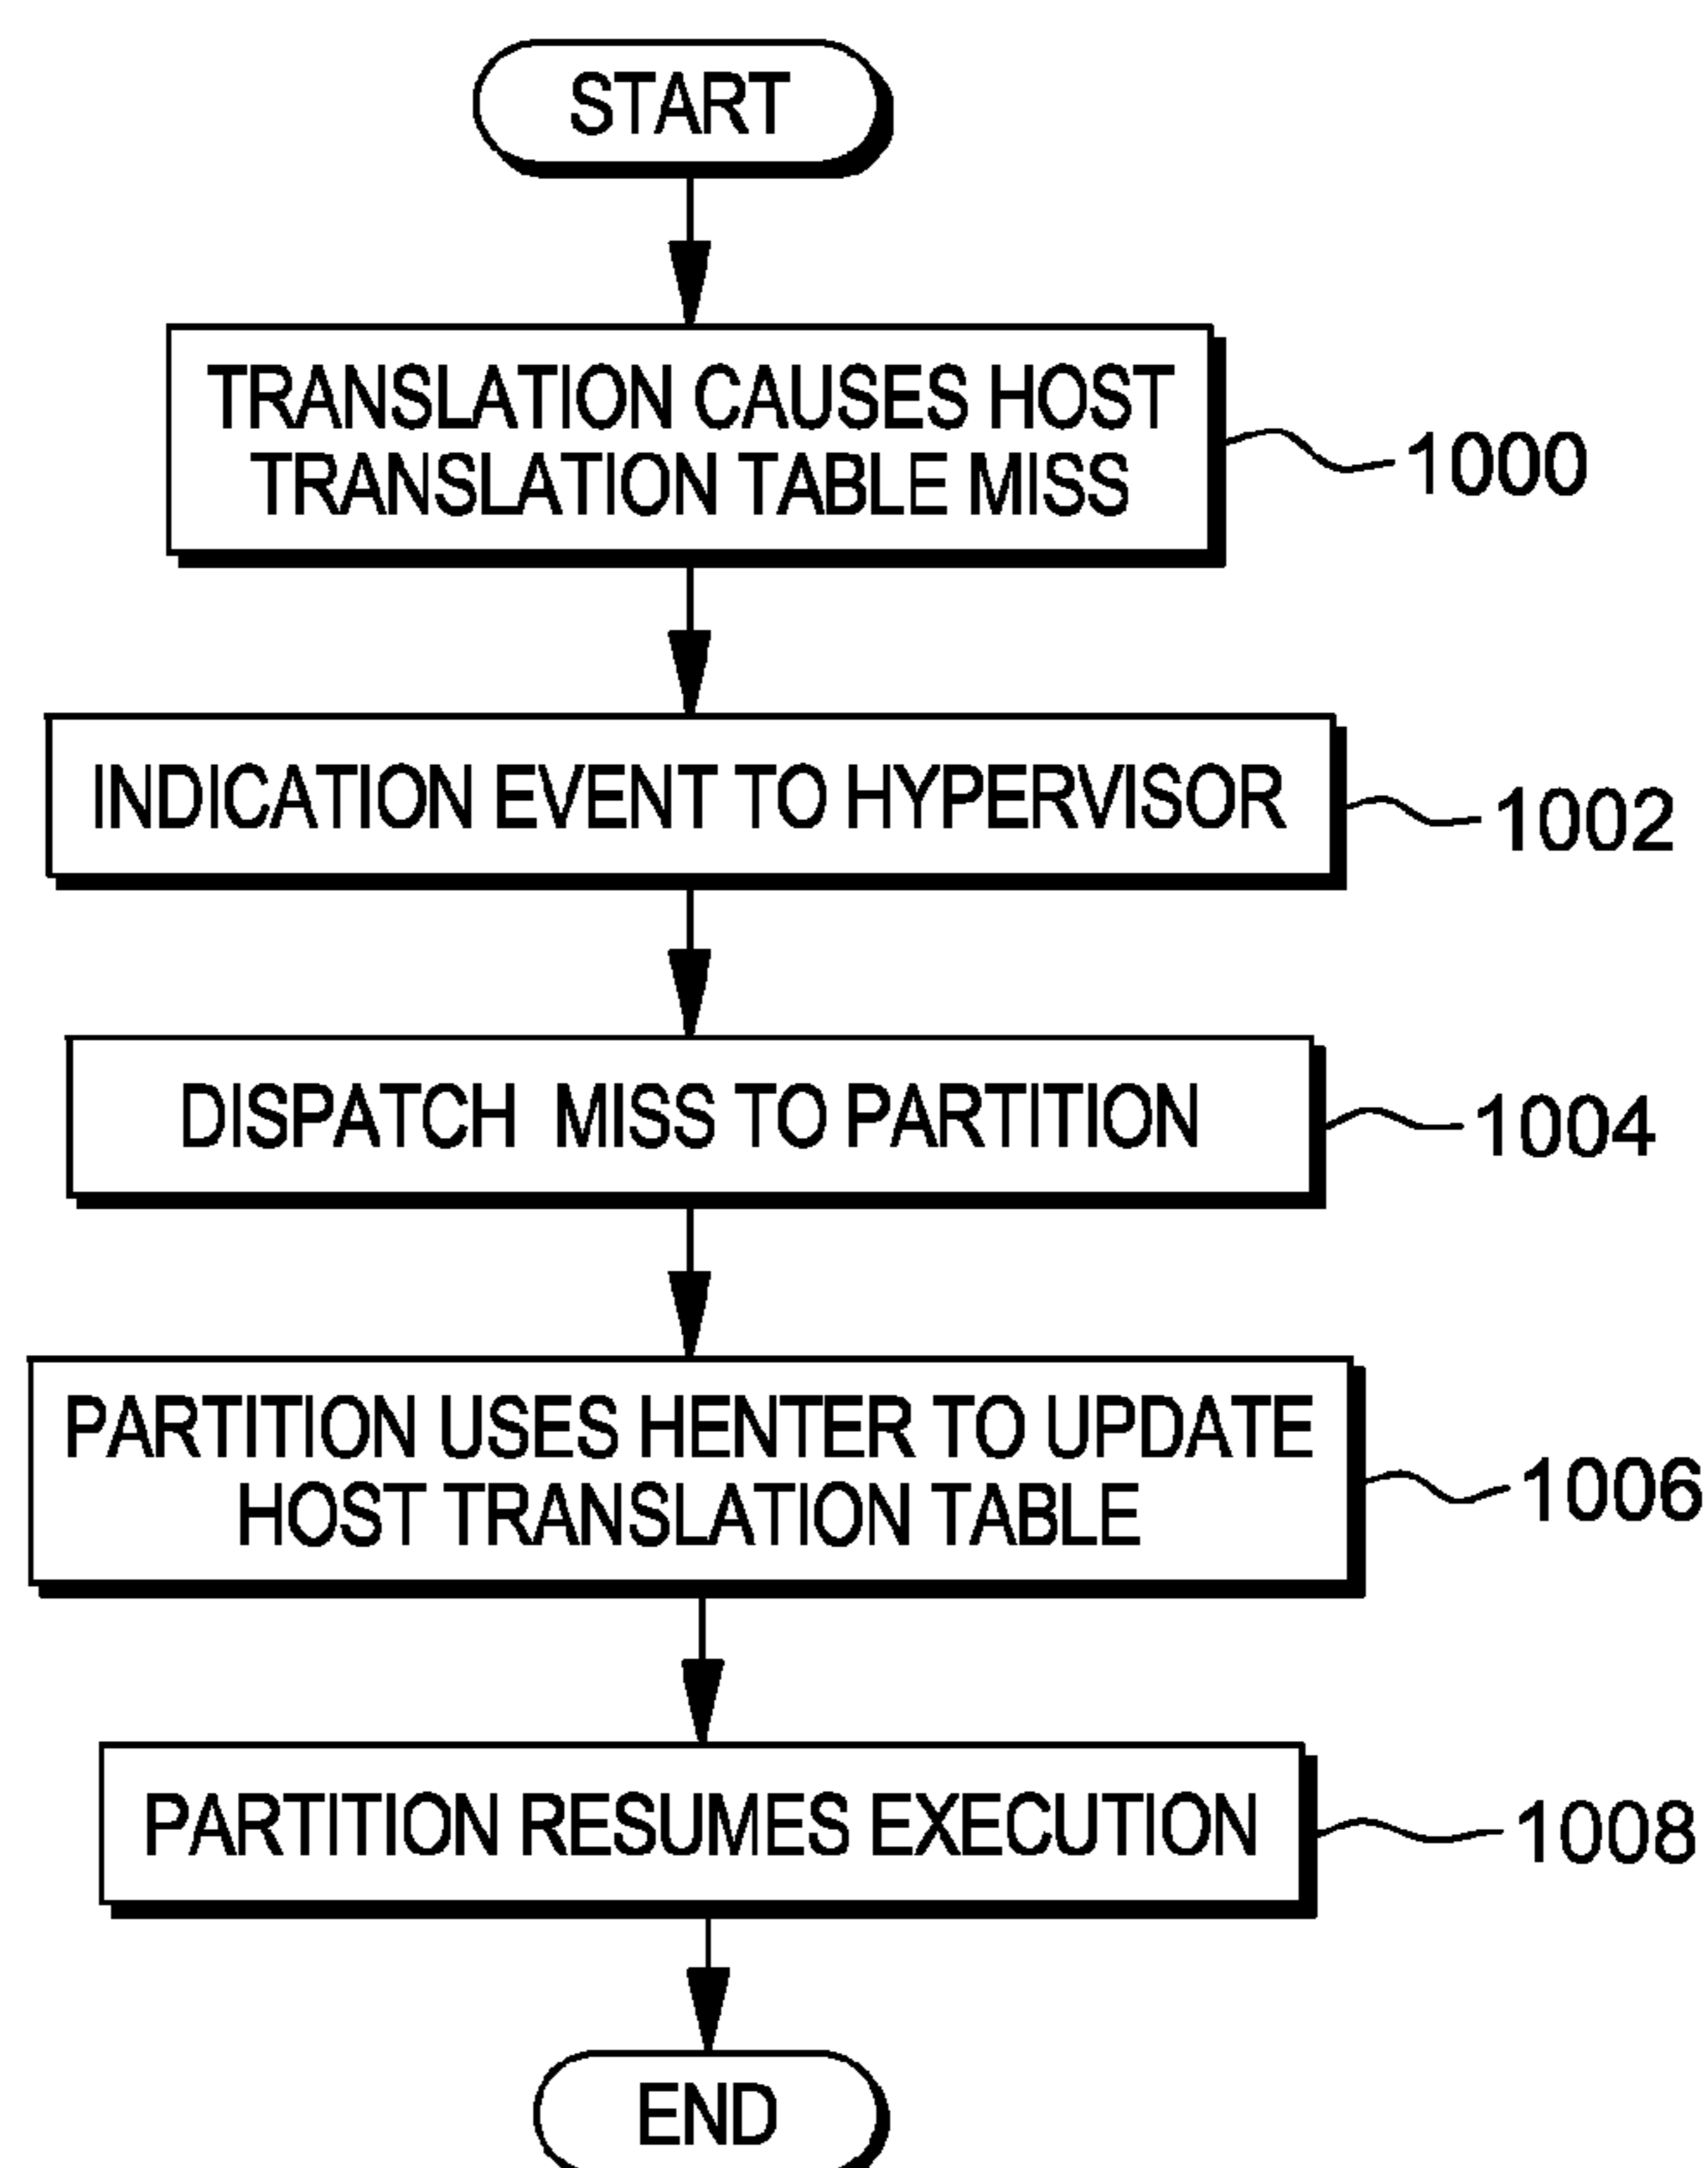 START
TRANSLATION CAUSES HOST
TRANSLATION TABLE MISS
1000
INDICATION EVENT TO HYPERVISOR
1002
DISPATCH MISS TO PARTITION
1004
PARTITION USES HENTER TO UPDATE
HOST TRANSLATION TABLE
1006
PARTITION RESUMES EXECUTION
1008
END